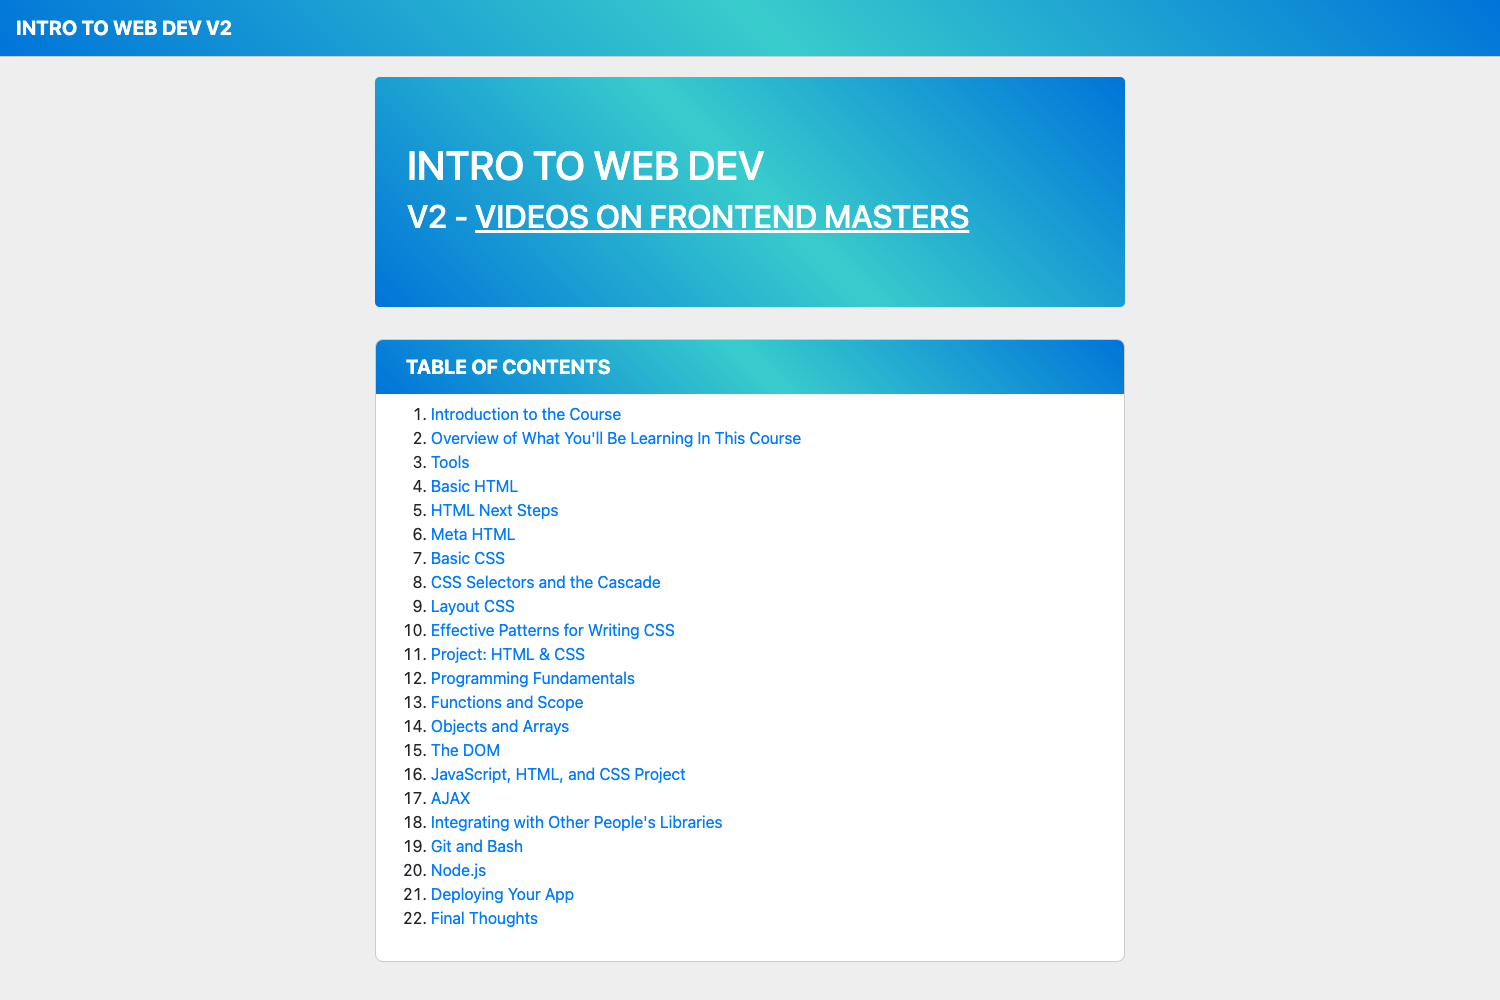 INTRO TO WEB DEV V2
INTRO TO WEB DEV
V2 - VIDEOS ON FRONTEND MASTERS
TABLE OF CONTENTS
1. Introduction to the Course
2. Overview of What You'll Be Learning In This Course
3. Tools
4. Basic HTML
5. HTML Next Steps
6. Meta HTML
7. Basic CSS
8. CSS Selectors and the Cascade
9. Layout CSS
10. Effective Patterns for Writing CSS
11. Project: HTML & CSS
12. Programming Fundamentals
13. Functions and Scope
14. Objects and Arrays
15. The DOM
16. JavaScript, HTML, and CSS Project
17. AJAX
18. Integrating with Other People's Libraries
19. Git and Bash
20. Node.js
21. Deploying Your App
22. Final Thoughts